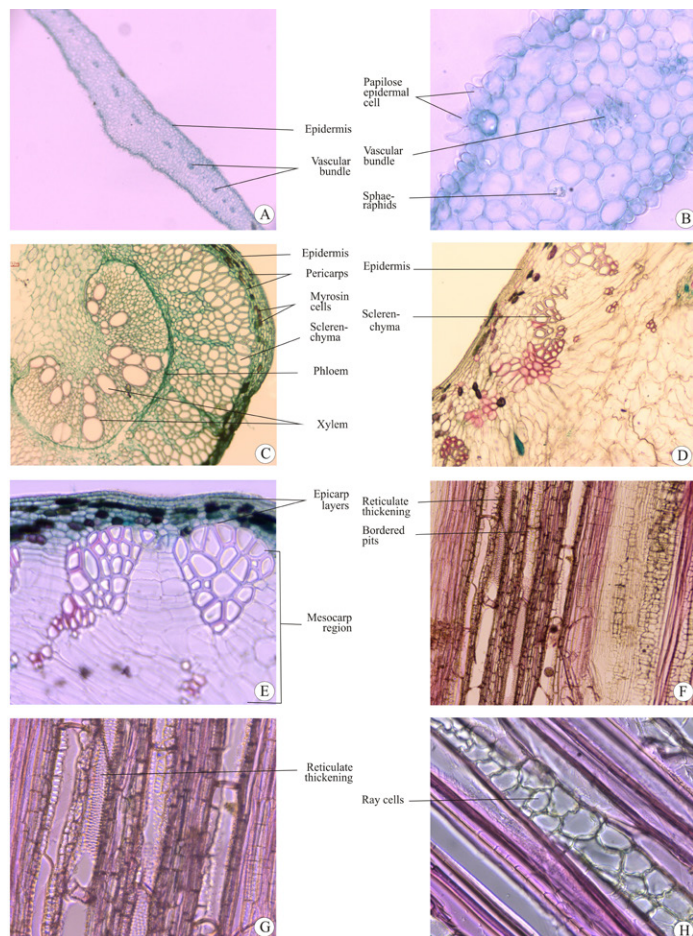 Epidermis
Vascular
bundle
A
Papilose
epidermal
cell
Vascular
bundle
Sphae-
raphids
B
Epidermis
Pericarps
Myrosin
cells
Scleren-
chyma
Phloem
Xylem
C
Epidermis
Scleren-
chyma
D
Epicarp
layers
Mesocarp
region
E
Reticulate
thickening
Bordered
pits
F
Reticulate
thickening
G
Ray cells
H